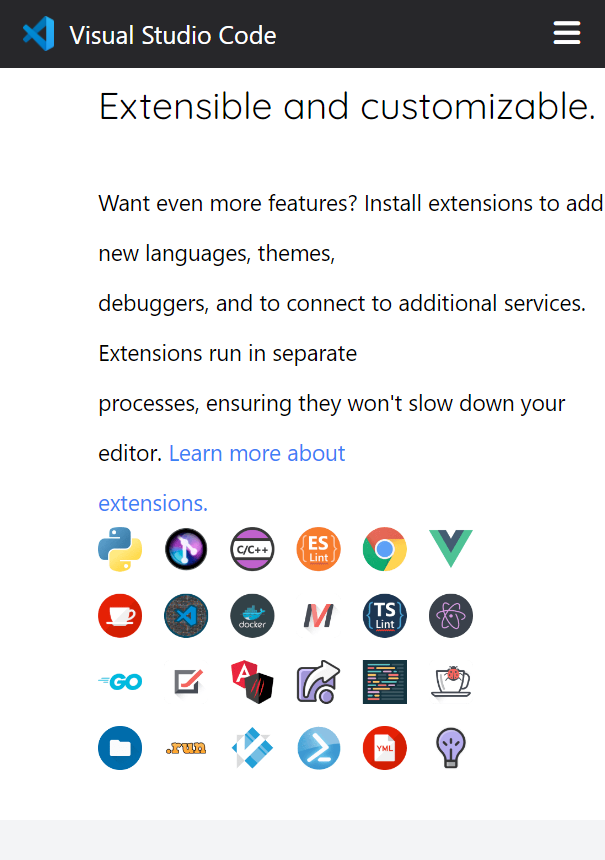 Visual Studio Code
Extensible and customizable.
Want even more features? Install extensions to add
new languages, themes,
debuggers, and to connect to additional services.
Extensions run in separate
processes, ensuring they won't slow down your
editor. Learn more about
extensions.
C/C++
ES
Lint
docker
TS
Lint
GO
.run
YML